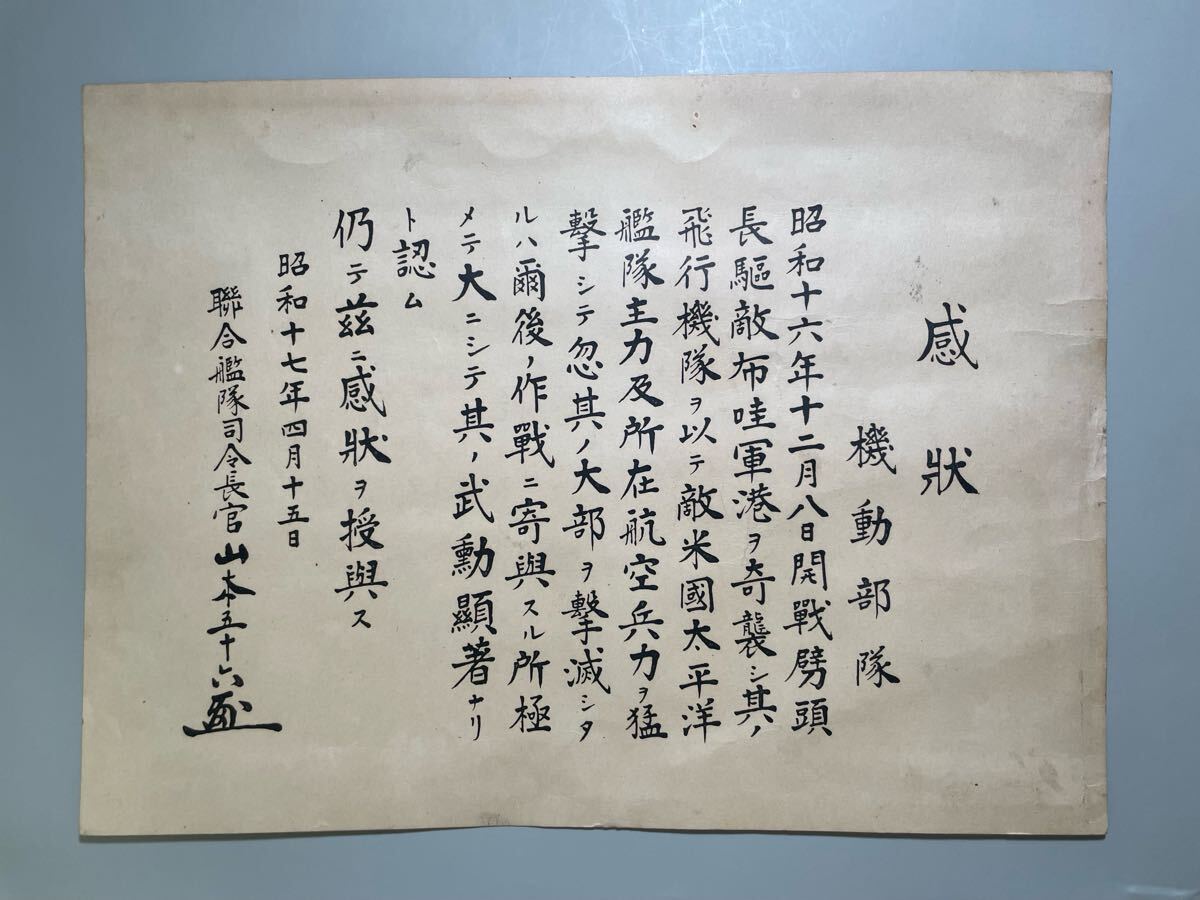 感狀
機動部隊
昭和十六年十二月八日開戰劈頭
長驅敵布哇軍港ヲ奇襲シ其ノ
飛行機隊ヲ以テ敵米國太平洋
艦隊主力及所在航空兵力ヲ猛
擊シテ忽其ノ大部ヲ擊滅シタ
ルハ爾後ノ作戰ニ寄與スル所極
メテ大ニシテ其ノ武勳顯著ナリ
ト認ム
仍テ茲ニ感狀ヲ授與ス
昭和十七年四月十五日
聯合艦隊司令長官山本五十六